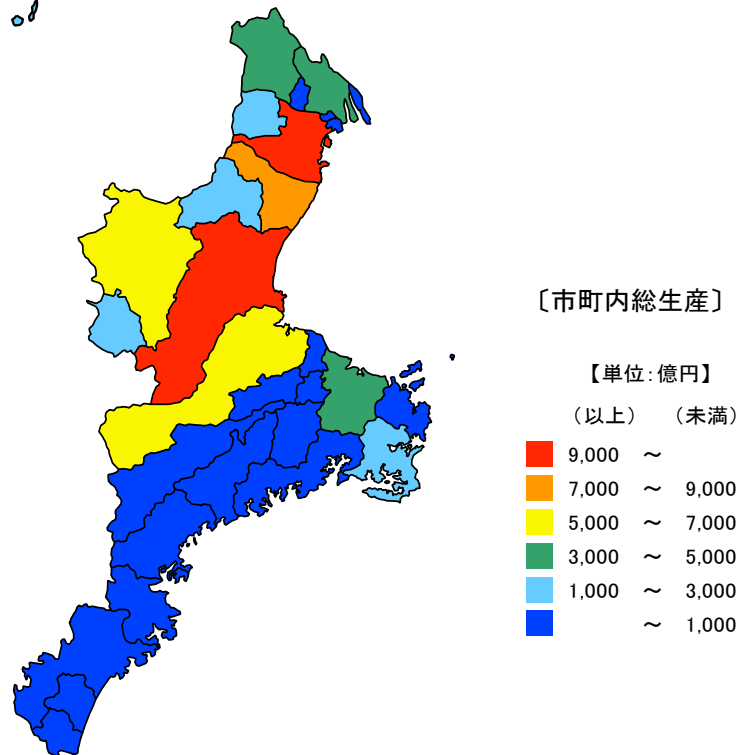 〔市町内総生産〕
【単位:億円】
（以上） （未満）
9,000 ～
7,000 ～ 9,000
5,000 ～ 7,000
3,000 ～ 5,000
1,000 ～ 3,000
～ 1,000